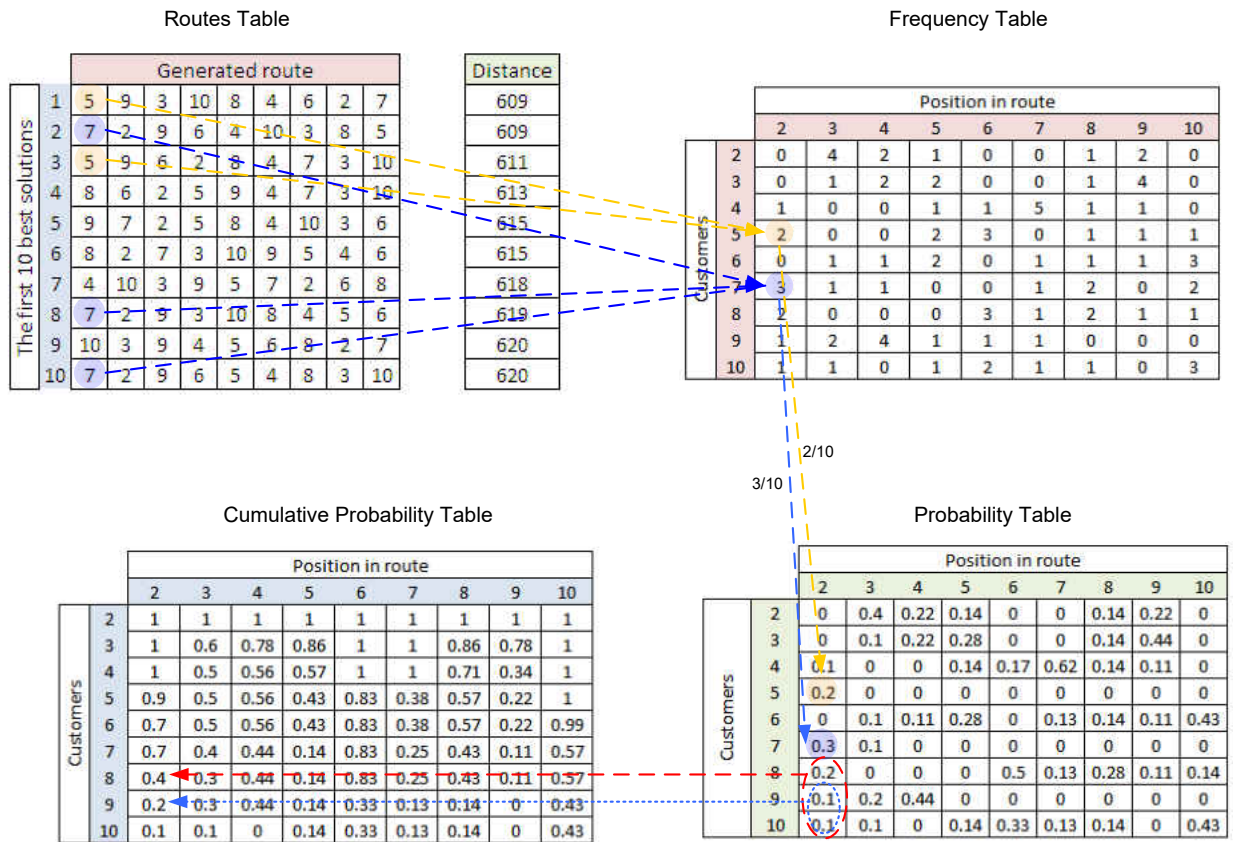 Routes Table
Generated route
Distance
The first 10 best solutions
1 5 9 3 10 8 4 6 2 7 609
2 7 2 9 6 4 10 3 8 5 609
3 5 9 6 2 8 4 7 3 10 611
4 8 6 2 5 9 4 7 3 10 613
5 9 7 2 5 8 4 10 3 6 615
6 8 2 7 3 10 9 5 4 6 615
7 4 10 3 9 5 7 2 6 8 618
8 7 2 9 3 10 8 4 5 6 619
9 10 3 9 4 5 6 8 2 7 620
10 7 2 9 6 5 4 8 3 10 620
Frequency Table
Position in route
2 3 4 5 6 7 8 9 10
Customers
2 0 4 2 1 0 0 1 2 0
3 0 1 2 2 0 0 1 4 0
4 1 0 0 1 1 5 1 1 0
5 2 0 0 2 3 0 1 1 1
6 0 1 1 2 0 1 1 1 3
7 3 1 1 0 0 1 2 0 2
8 2 0 0 0 3 1 2 1 1
9 1 2 4 1 1 1 0 0 0
10 1 1 0 1 2 1 1 0 3
2/10
3/10
Cumulative Probability Table
Position in route
2 3 4 5 6 7 8 9 10
Customers
2 1 1 1 1 1 1 1 1 1
3 1 0.6 0.78 0.86 1 1 0.86 0.78 1
4 1 0.5 0.56 0.57 1 1 0.71 0.34 1
5 0.9 0.5 0.56 0.43 0.83 0.38 0.57 0.22 1
6 0.7 0.5 0.56 0.43 0.83 0.38 0.57 0.22 0.99
7 0.7 0.4 0.44 0.14 0.83 0.25 0.43 0.11 0.57
8 0.4 0.3 0.44 0.14 0.83 0.25 0.43 0.11 0.57
9 0.2 0.3 0.44 0.14 0.33 0.13 0.14 0 0.43
10 0.1 0.1 0 0.14 0.33 0.13 0.14 0 0.43
Probability Table
Position in route
2 3 4 5 6 7 8 9 10
Customers
2 0 0.4 0.22 0.14 0 0 0.14 0.22 0
3 0 0.1 0.22 0.28 0 0 0.14 0.44 0
4 0.1 0 0 0.14 0.17 0.62 0.14 0.11 0
5 0.2 0 0 0 0 0 0 0 0
6 0 0.1 0.11 0.28 0 0.13 0.14 0.11 0.43
7 0.3 0.1 0 0 0 0 0 0 0
8 0.2 0 0 0 0.5 0.13 0.28 0.11 0.14
9 0.1 0.2 0.44 0 0 0 0 0 0
10 0.1 0.1 0 0.14 0.33 0.13 0.14 0 0.43